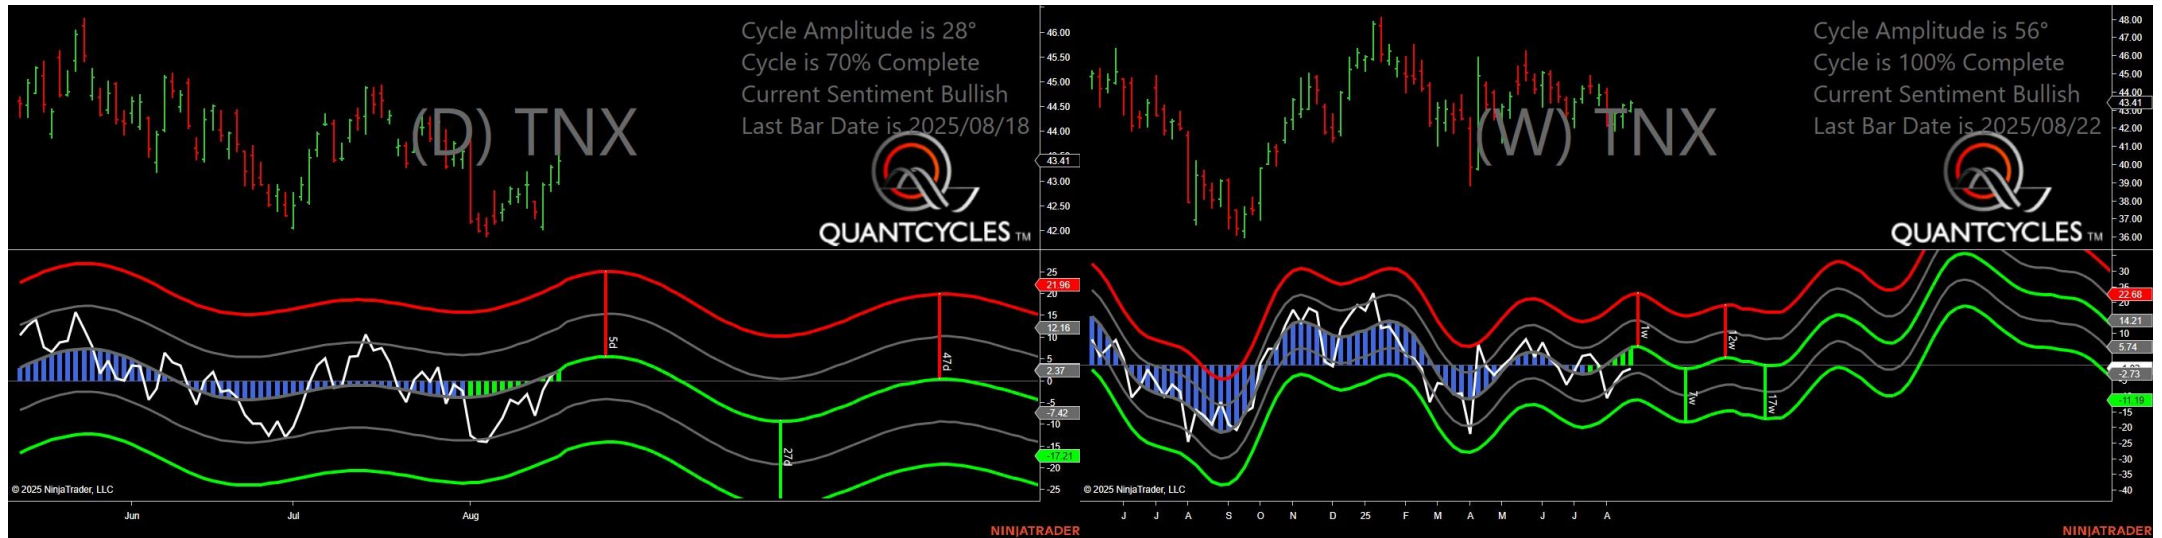 Cycle Amplitude is 28°
Cycle is 70% Complete
Current Sentiment Bullish
Last Bar Date is 2025/08/18
(D) TNX
QUANTCYCLES TM
46.00
45.50
45.00
44.50
44.00
43.41
43.00
42.50
42.00
25
21.96
20
15
12.16
10
5
2.37
0
-5
-7.42
-10
-15
-17.21
-20
-25
5d
27d
47d
© 2025 NinjaTrader, LLC
Jun
Jul
Aug
NINJATRADER
Cycle Amplitude is 56°
Cycle is 100% Complete
Current Sentiment Bullish
Last Bar Date is 2025/08/22
(W) TNX
QUANTCYCLES TM
48.00
47.00
46.00
45.00
44.00
43.41
43.00
42.00
41.00
40.00
39.00
38.00
37.00
36.00
30
22.68
20
14.21
10
5.74
-2.73
-11.19
-15
-20
-25
-30
-35
-40
1w
7w
12w
17w
© 2025 NinjaTrader, LLC
J J A S O N D 25 F M A M J J A
NINJATRADER